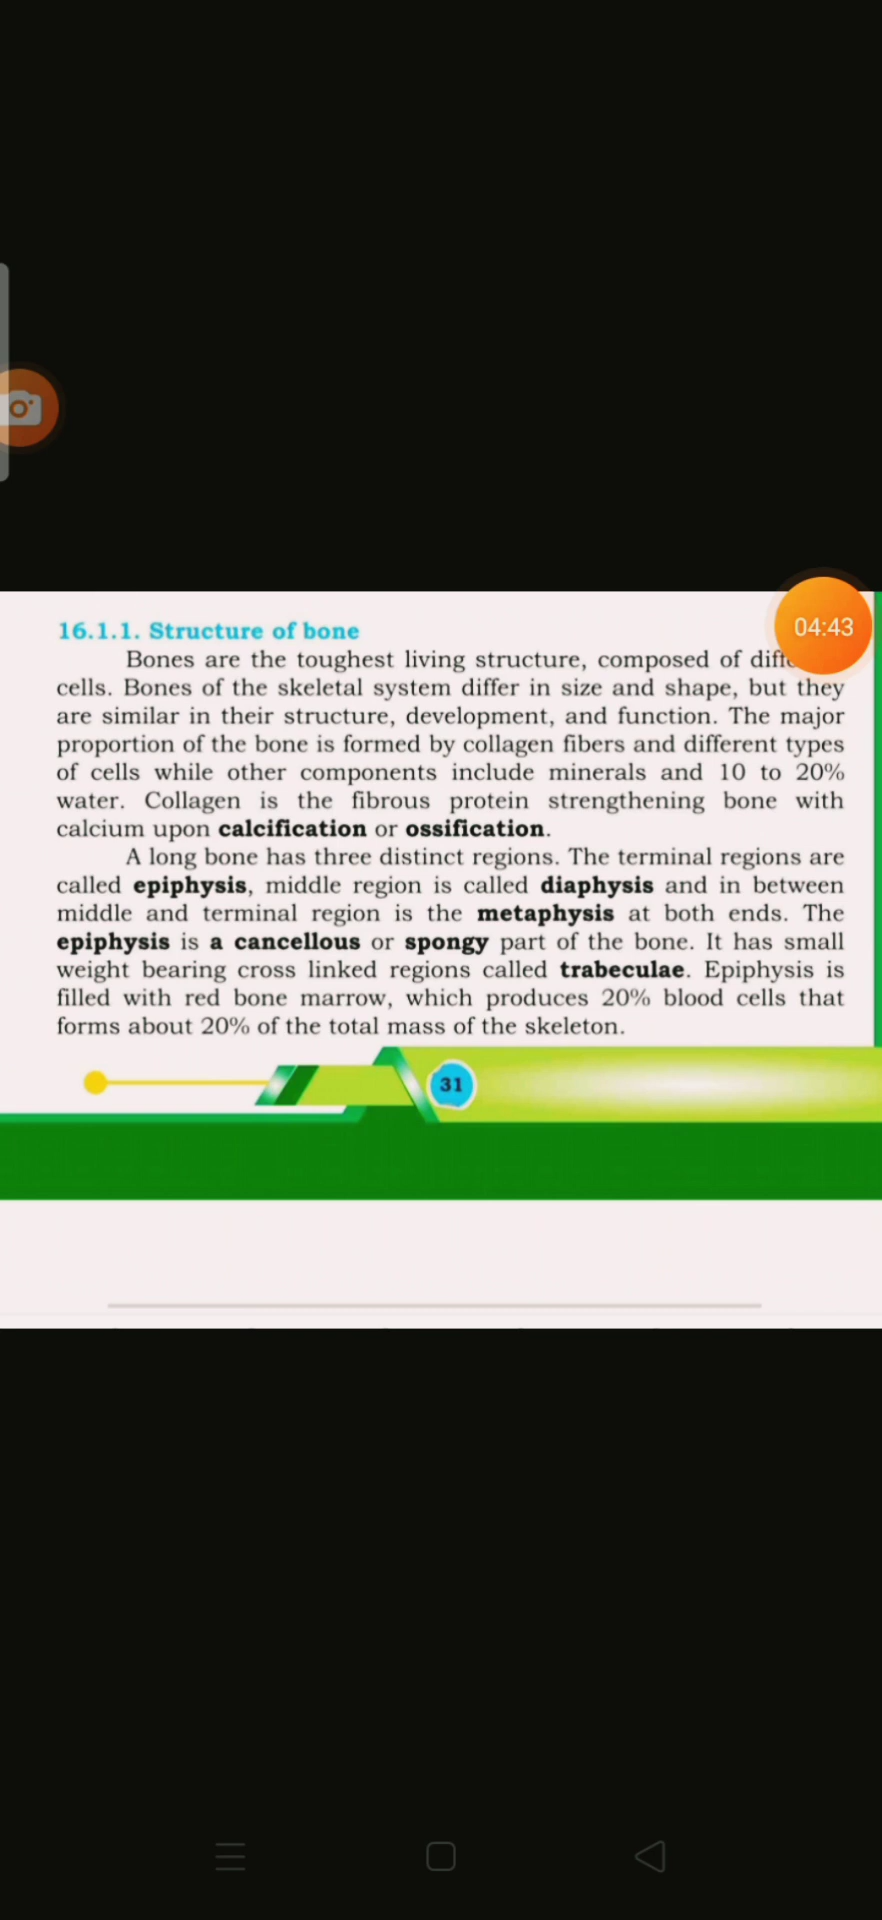 04:43
16.1.1. Structure of bone
Bones are the toughest living structure, composed of
cells. Bones of the skeletal system differ in size and shape, but they
are similar in their structure, development, and function. The major
proportion of the bone is formed by collagen fibers and different types
of cells while other components include minerals and 10 to 20%
water. Collagen is the fibrous protein strengthening bone with
calcium upon calcification or ossification.
A long bone has three distinct regions. The terminal regions are
called epiphysis, middle region is called diaphysis and in between
middle and terminal region is the metaphysis at both ends. The
epiphysis is a cancellous or spongy part of the bone. It has small
weight bearing cross linked regions called trabeculae. Epiphysis is
filled with red bone marrow, which produces 20% blood cells that
forms about 20% of the total mass of the skeleton.
31